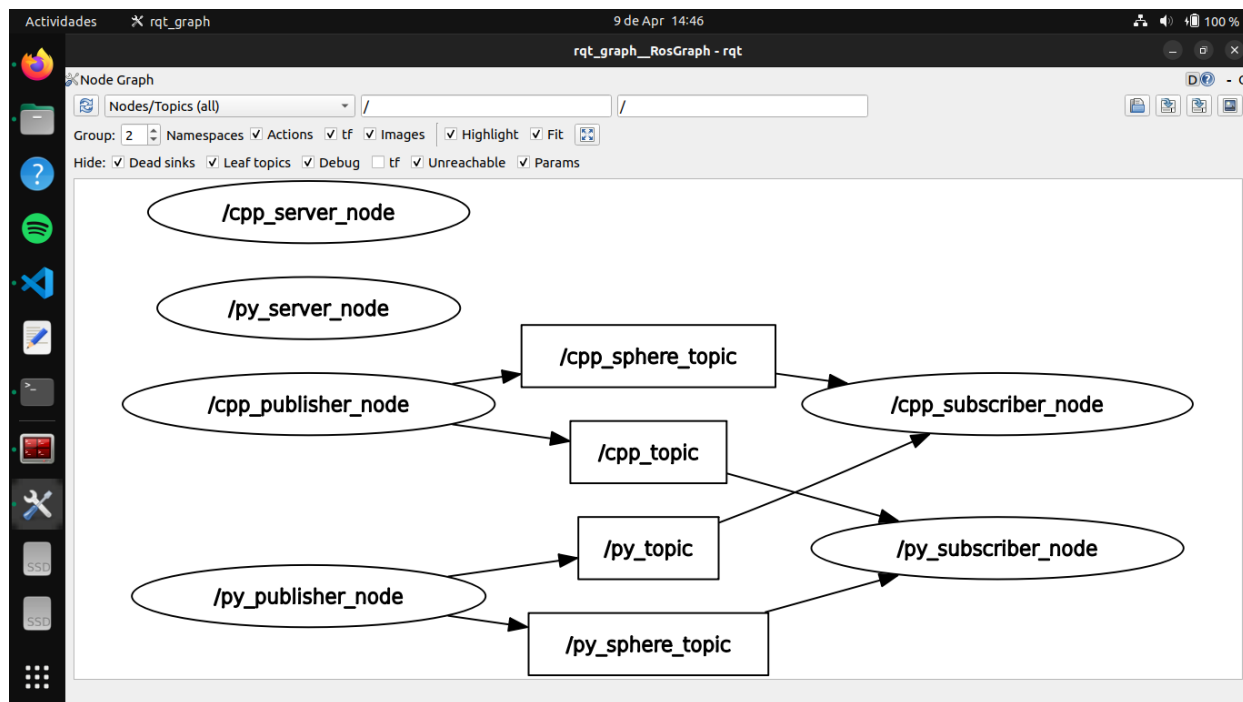 Actividades rqt_graph 9 de Apr 14:46 100 %
rqt_graph__RosGraph - rqt
Node Graph D - C
Nodes/Topics (all) / /
Group: 2 Namespaces Actions tf Images Highlight Fit
Hide: Dead sinks Leaf topics Debug tf Unreachable Params
/cpp_server_node
/py_server_node
/cpp_sphere_topic
/cpp_publisher_node /cpp_subscriber_node
/cpp_topic
/py_topic /py_subscriber_node
/py_publisher_node
/py_sphere_topic
SSD
SSD